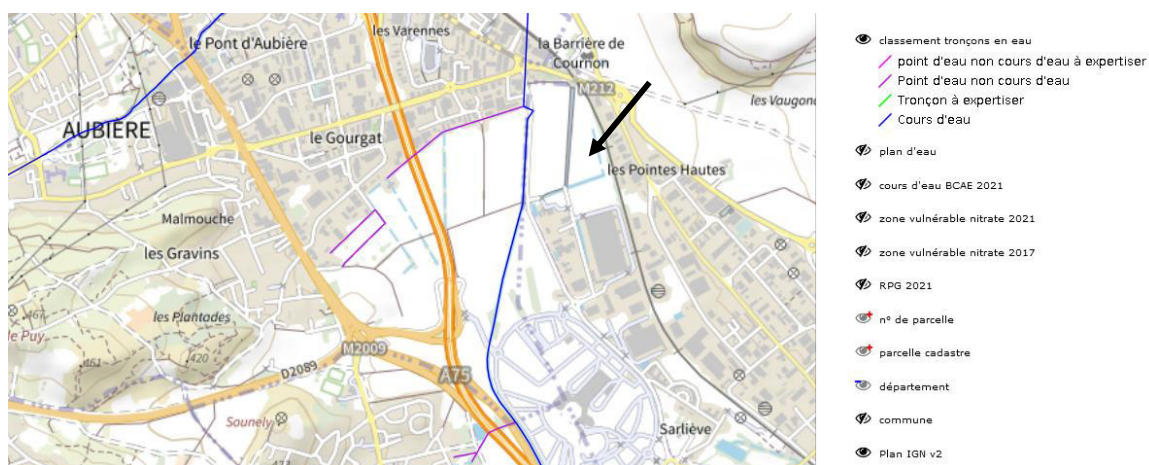 les Varennes
le Pont d'Aubière
la Barrière de
Cournon
M212
les Vaugon
AUBIÈRE
le Gourgat
les Pointes Hautes
Malmouche
les Gravins
les Plantades
467
le Puy
461
420
M2009
D2089
A75
Sounely
Sarliève
473
classement tronçons en eau
point d'eau non cours d'eau à expertiser
Point d'eau non cours d'eau
Tronçon à expertiser
Cours d'eau
plan d'eau
cours d'eau BCAE 2021
zone vulnérable nitrate 2021
zone vulnérable nitrate 2017
RPG 2021
n° de parcelle
parcelle cadastre
département
commune
Plan IGN v2